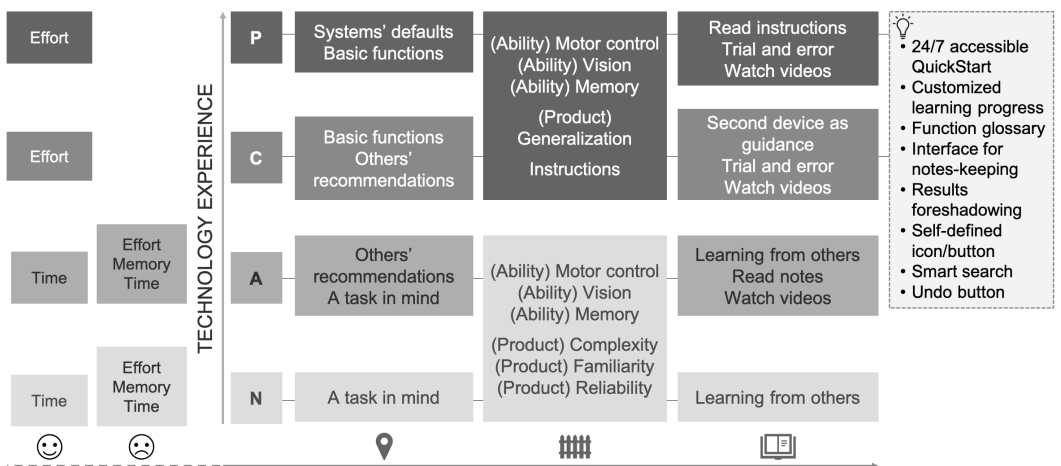 Effort
P
Systems' defaults
Basic functions
(Ability) Motor control
(Ability) Vision
(Ability) Memory
(Product)
Generalization
Instructions
Read instructions
Trial and error
Watch videos
Effort
C
Basic functions
Others'
recommendations
Second device as
guidance
Trial and error
Watch videos
TECHNOLOGY EXPERIENCE
Time
Effort
Memory
Time
A
Others'
recommendations
A task in mind
(Ability) Motor control
(Ability) Vision
(Ability) Memory
(Product) Complexity
(Product) Familiarity
(Product) Reliability
Learning from others
Read notes
Watch videos
Time
Effort
Memory
Time
N
A task in mind
Learning from others
• 24/7 accessible
QuickStart
• Customized
learning progress
• Function glossary
• Interface for
notes-keeping
• Results
foreshadowing
• Self-defined
icon/button
• Smart search
• Undo button